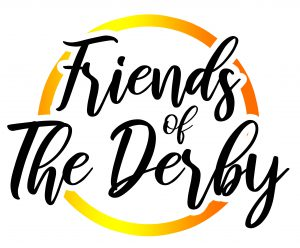 Friends
of
The Derby